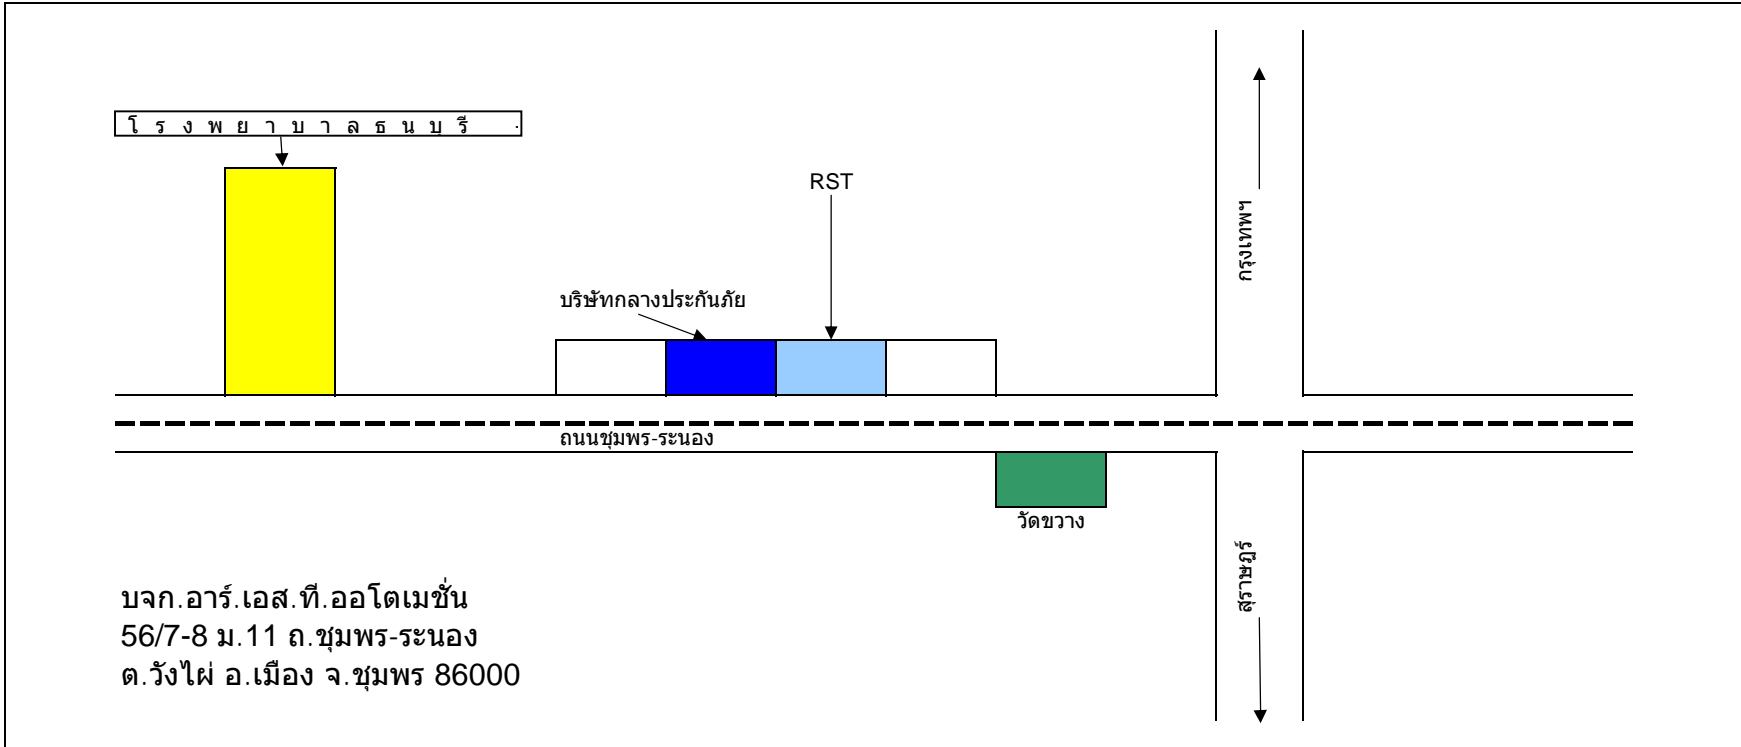 โรงพยาบาลธนบุรี .
RST
กรุงเทพฯ
บริษัทกลางประกันภัย
ถนนชุมพร-ระนอง
วัดขวาง
สุราษฎร์
บจก.อาร์.เอส.ที.ออโตเมชั่น
56/7-8 ม.11 ถ.ชุมพร-ระนอง
ต.วังไผ่ อ.เมือง จ.ชุมพร 86000